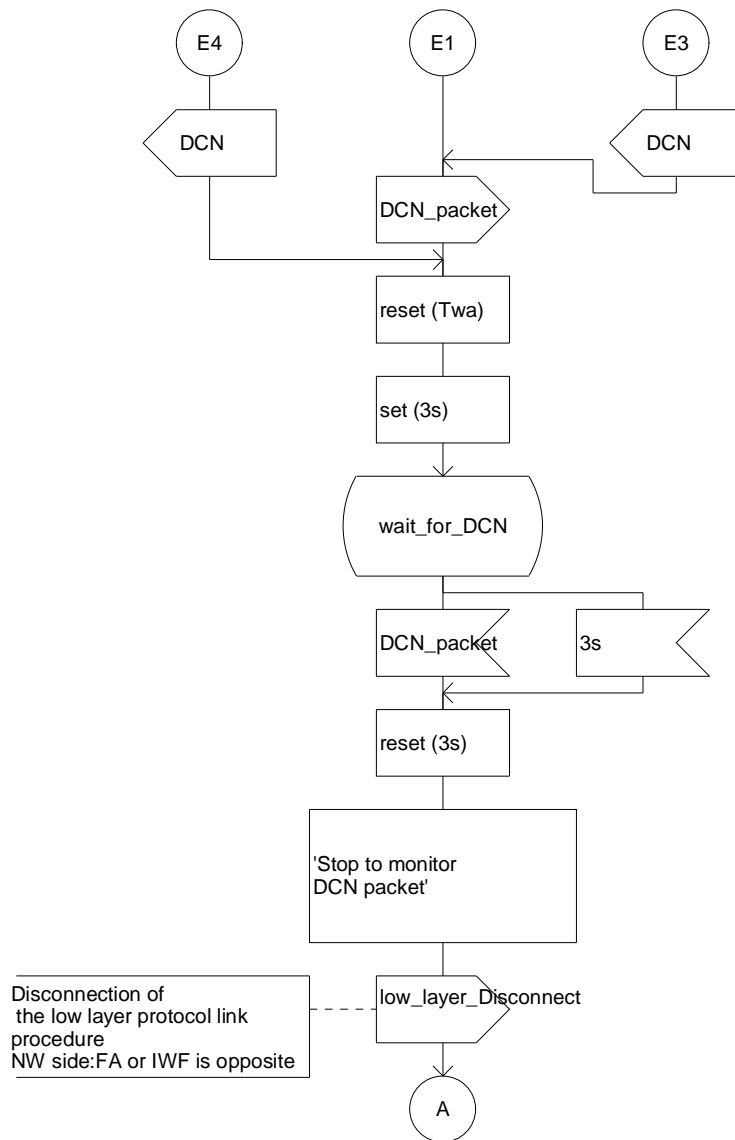 E4
E1
E3
DCN
DCN
DCN_packet
reset (Twa)
set (3s)
wait_for_DCN
DCN_packet
3s
reset (3s)
'Stop to monitor
DCN packet'
low_layer_Disconnect
Disconnection of
the low layer protocol link
procedure
NW side:FA or IWF is opposite
A